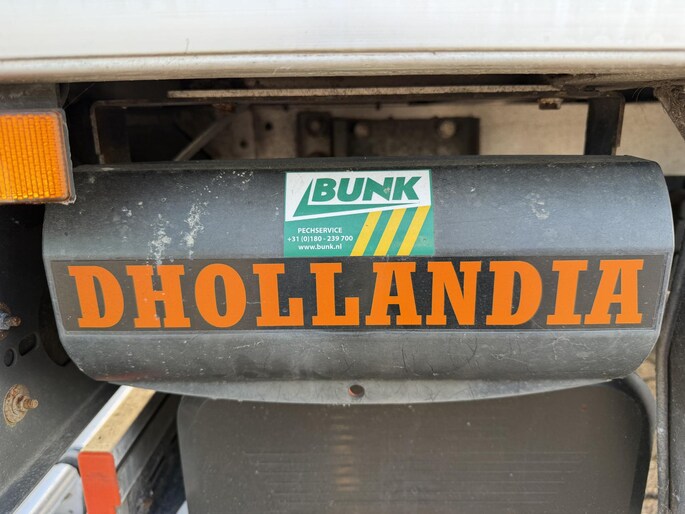 BUNK
PECHSERVICE
+31 (0)180 - 239 700
www.bunk.nl
DHOLLANDIA